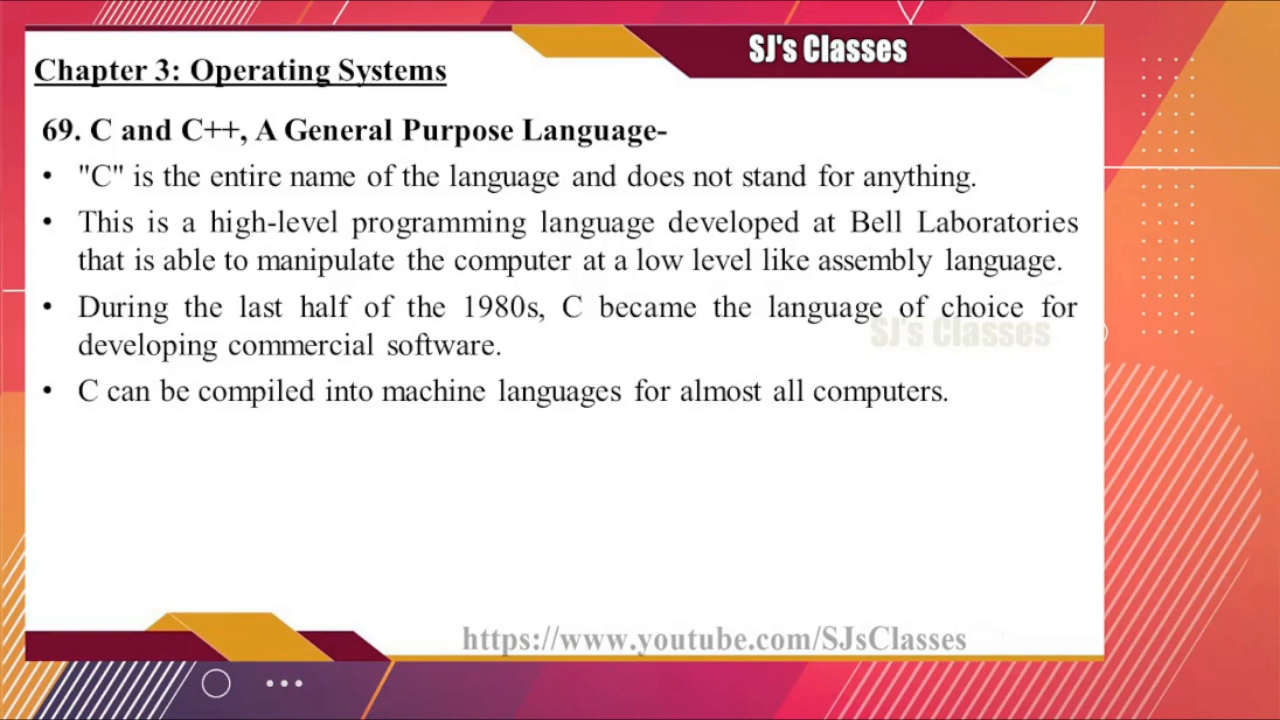 SJ's Classes
Chapter 3: Operating Systems
69. C and C++, A General Purpose Language-
• "C" is the entire name of the language and does not stand for anything.
• This is a high-level programming language developed at Bell Laboratories
that is able to manipulate the computer at a low level like assembly language.
• During the last half of the 1980s, C became the language of choice for
developing commercial software.
SJ's Classes
• C can be compiled into machine languages for almost all computers.
https://www.youtube.com/SJsClasses